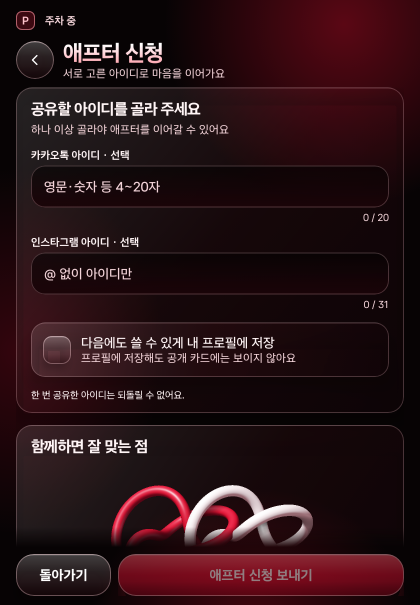 P 주차 중
애프터 신청
서로 고른 아이디로 마음을 이어가요
공유할 아이디를 골라 주세요
하나 이상 골라야 애프터를 이어갈 수 있어요
카카오톡 아이디 · 선택
영문·숫자 등 4~20자
0 / 20
인스타그램 아이디 · 선택
@ 없이 아이디만
0 / 31
다음에도 쓸 수 있게 내 프로필에 저장
프로필에 저장해도 공개 카드에는 보이지 않아요
한 번 공유한 아이디는 되돌릴 수 없어요.
함께하면 잘 맞는 점
돌아가기
애프터 신청 보내기